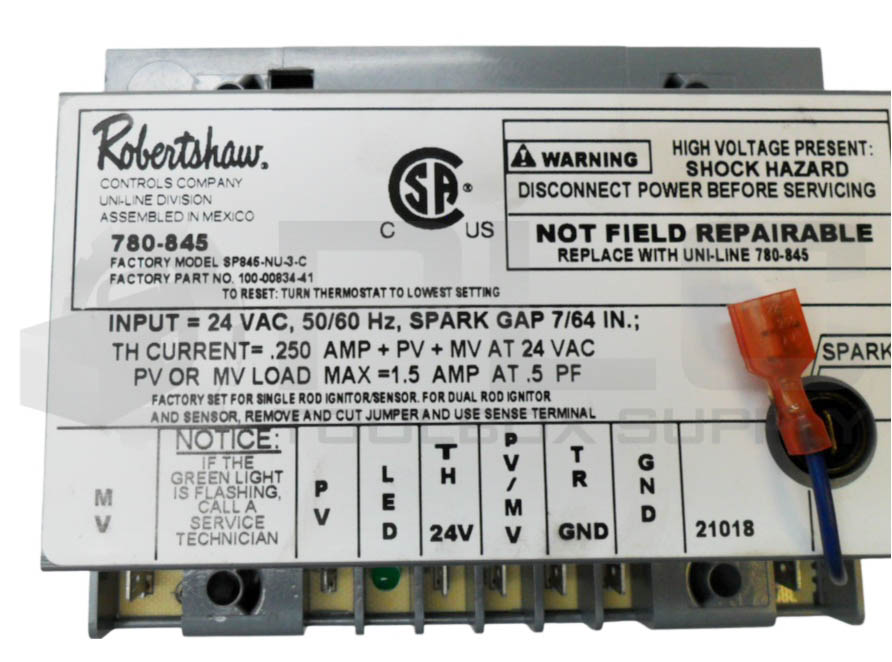 Robertshaw®
CONTROLS COMPANY
UNI-LINE DIVISION
ASSEMBLED IN MEXICO
780-845
FACTORY MODEL SP845-NU-3-C
FACTORY PART NO. 100-00834-41
TO RESET: TURN THERMOSTAT TO LOWEST SETTING
C SA ® US
WARNING
HIGH VOLTAGE PRESENT:
SHOCK HAZARD
DISCONNECT POWER BEFORE SERVICING
NOT FIELD REPAIRABLE
REPLACE WITH UNI-LINE 780-845
INPUT = 24 VAC, 50/60 Hz, SPARK GAP 7/64 IN.;
TH CURRENT= .250 AMP + PV + MV AT 24 VAC
PV OR MV LOAD MAX =1.5 AMP AT .5 PF
FACTORY SET FOR SINGLE ROD IGNITOR/SENSOR. FOR DUAL ROD IGNITOR
AND SENSOR, REMOVE AND CUT JUMPER AND USE SENSE TERMINAL
SPARK
MV
NOTICE:
IF THE
GREEN LIGHT
IS FLASHING,
CALL A
SERVICE
TECHNICIAN
PV
LED
TH
24V
PV/MV
TR
GND
GND
21018
DLC
TOOLBOX SUPPLY